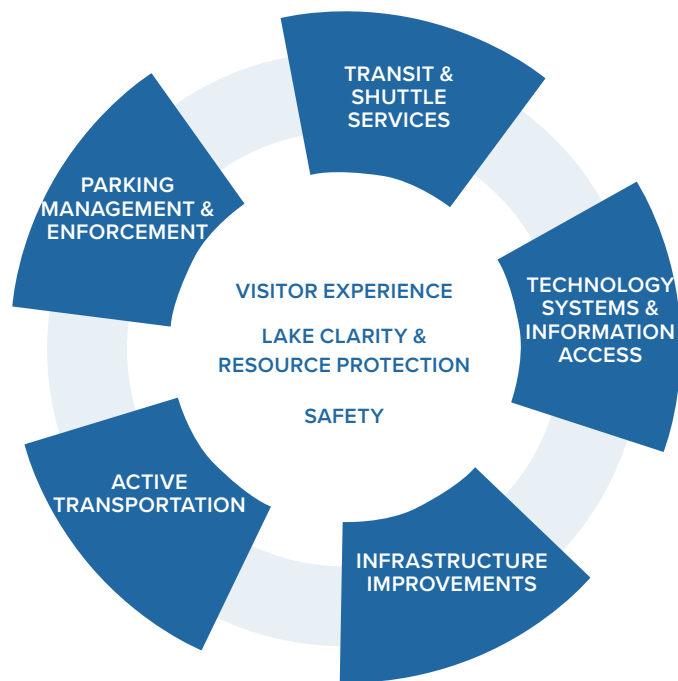 TRANSIT &
SHUTTLE
SERVICES
PARKING
MANAGEMENT &
ENFORCEMENT
TECHNOLOGY
SYSTEMS &
INFORMATION
ACCESS
VISITOR EXPERIENCE
LAKE CLARITY &
RESOURCE PROTECTION
SAFETY
ACTIVE
TRANSPORTATION
INFRASTRUCTURE
IMPROVEMENTS